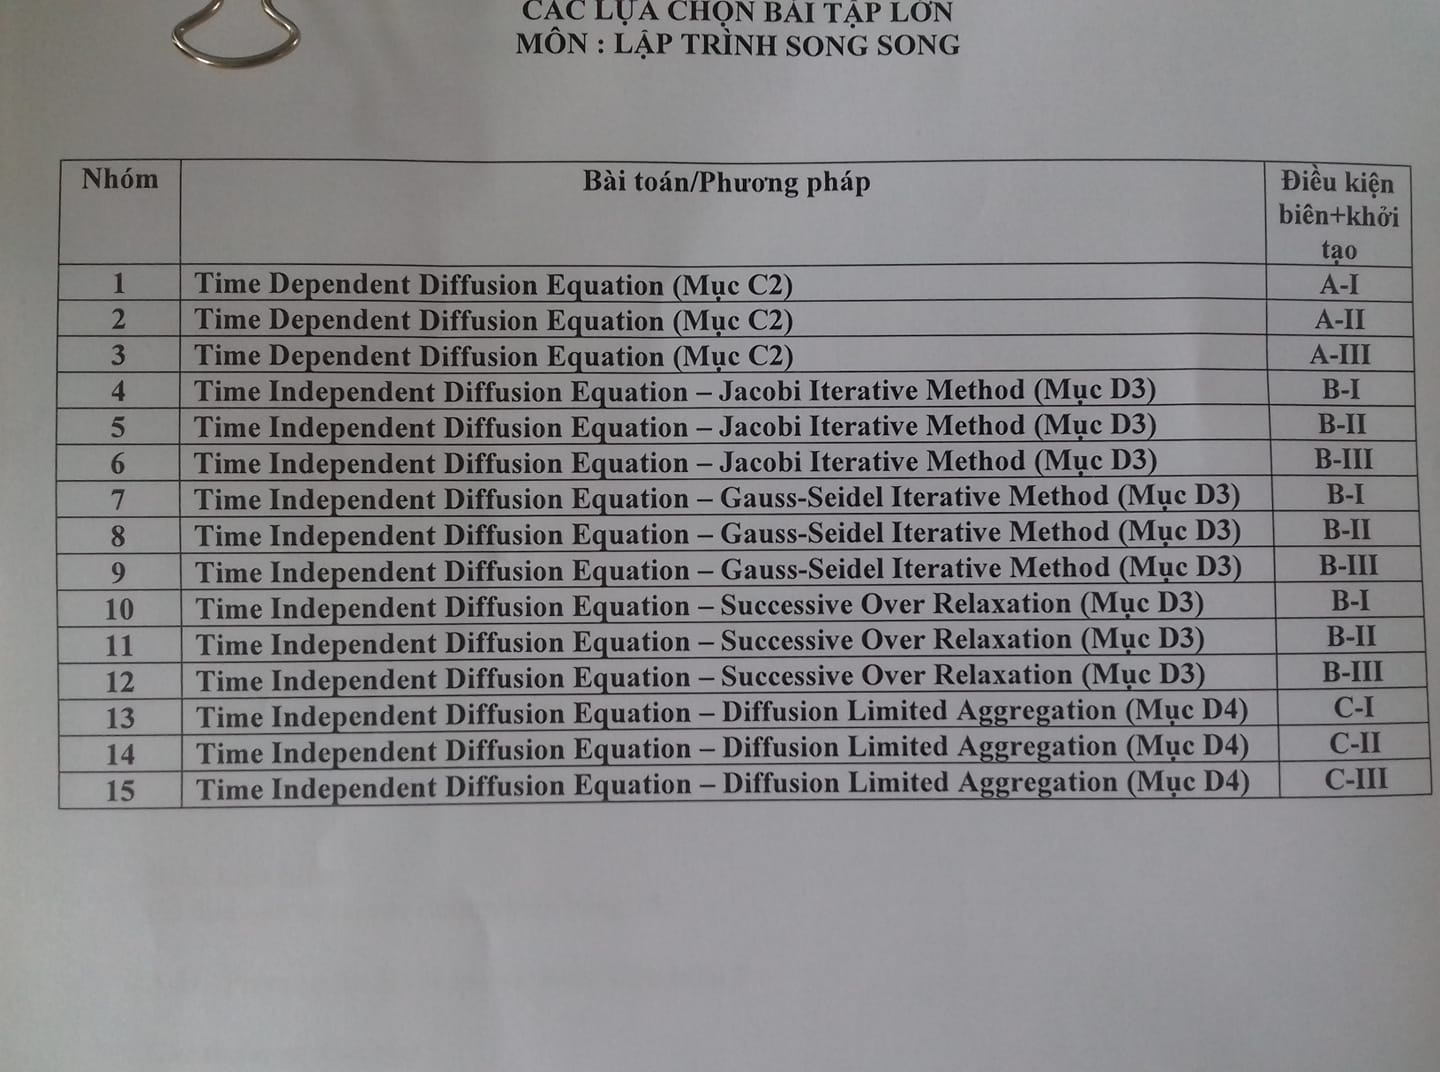 CÁC LỰA CHỌN BÀI TẬP LỚN
MÔN : LẬP TRÌNH SONG SONG
Nhóm Bài toán/Phương pháp Điều kiện
biên+khởi
tạo
1 Time Dependent Diffusion Equation (Mục C2) A-I
2 Time Dependent Diffusion Equation (Mục C2) A-II
3 Time Dependent Diffusion Equation (Mục C2) A-III
4 Time Independent Diffusion Equation – Jacobi Iterative Method (Mục D3) B-I
5 Time Independent Diffusion Equation – Jacobi Iterative Method (Mục D3) B-II
6 Time Independent Diffusion Equation – Jacobi Iterative Method (Mục D3) B-III
7 Time Independent Diffusion Equation – Gauss-Seidel Iterative Method (Mục D3) B-I
8 Time Independent Diffusion Equation – Gauss-Seidel Iterative Method (Mục D3) B-II
9 Time Independent Diffusion Equation – Gauss-Seidel Iterative Method (Mục D3) B-III
10 Time Independent Diffusion Equation – Successive Over Relaxation (Mục D3) B-I
11 Time Independent Diffusion Equation – Successive Over Relaxation (Mục D3) B-II
12 Time Independent Diffusion Equation – Successive Over Relaxation (Mục D3) B-III
13 Time Independent Diffusion Equation – Diffusion Limited Aggregation (Mục D4) C-I
14 Time Independent Diffusion Equation – Diffusion Limited Aggregation (Mục D4) C-II
15 Time Independent Diffusion Equation – Diffusion Limited Aggregation (Mục D4) C-III